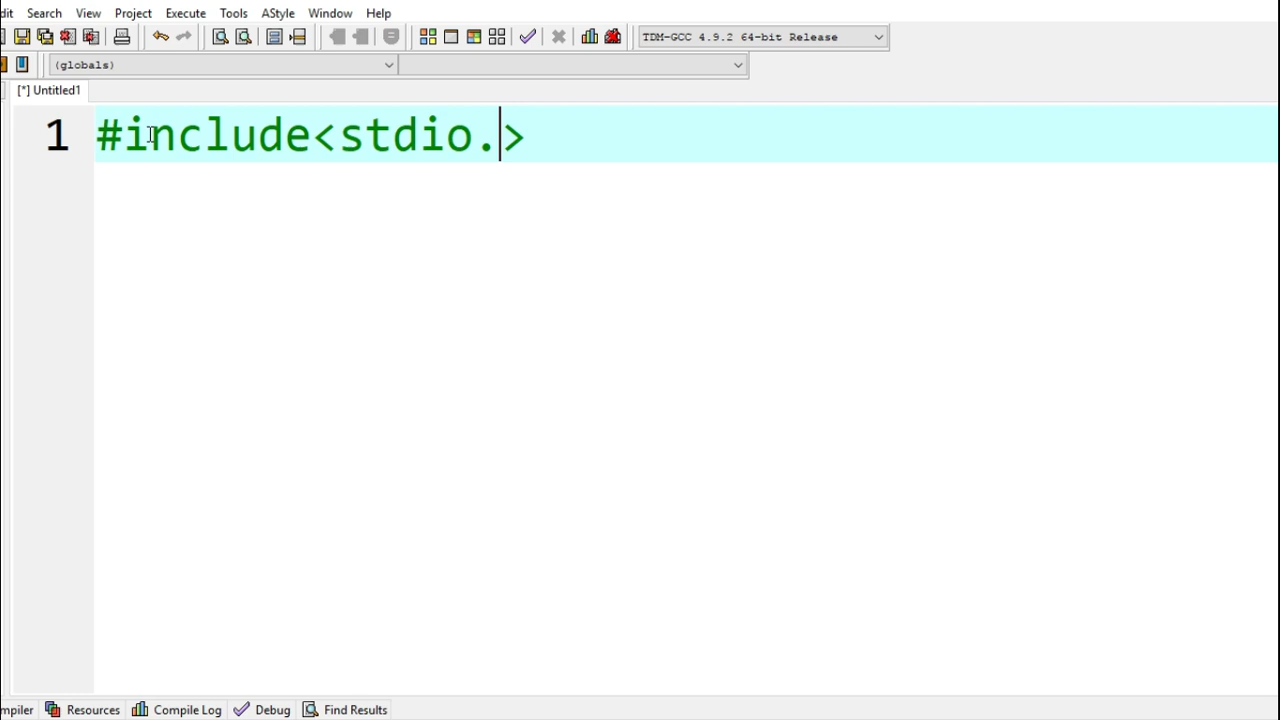 dit Search View Project Execute Tools AStyle Window Help
TDM-GCC 4.9.2 64-bit Release
(globals)
[*] Untitled1
1 #include<stdio.>
mpiler Resources Compile Log Debug Find Results